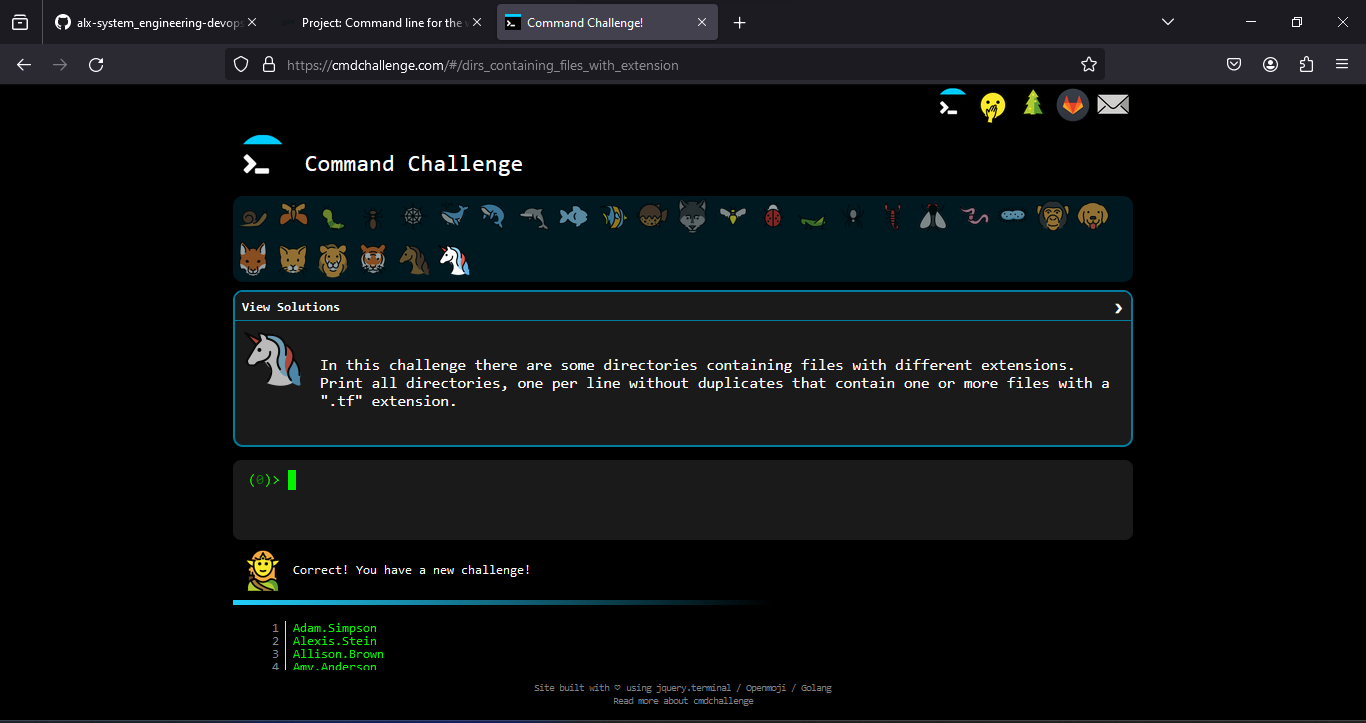 alx-system_engineering-devops
Project: Command line for the w
Command Challenge!
https://cmdchallenge.com/#/dirs_containing_files_with_extension
Command Challenge
View Solutions
In this challenge there are some directories containing files with different extensions.
Print all directories, one per line without duplicates that contain one or more files with a
".tf" extension.
(0)>
Correct! You have a new challenge!
1 Adam.Simpson
2 Alexis.Stein
3 Allison.Brown
4 Amy.Anderson
Site built with ♡ using jquery.terminal / Openmoji / Golang
Read more about cmdchallenge